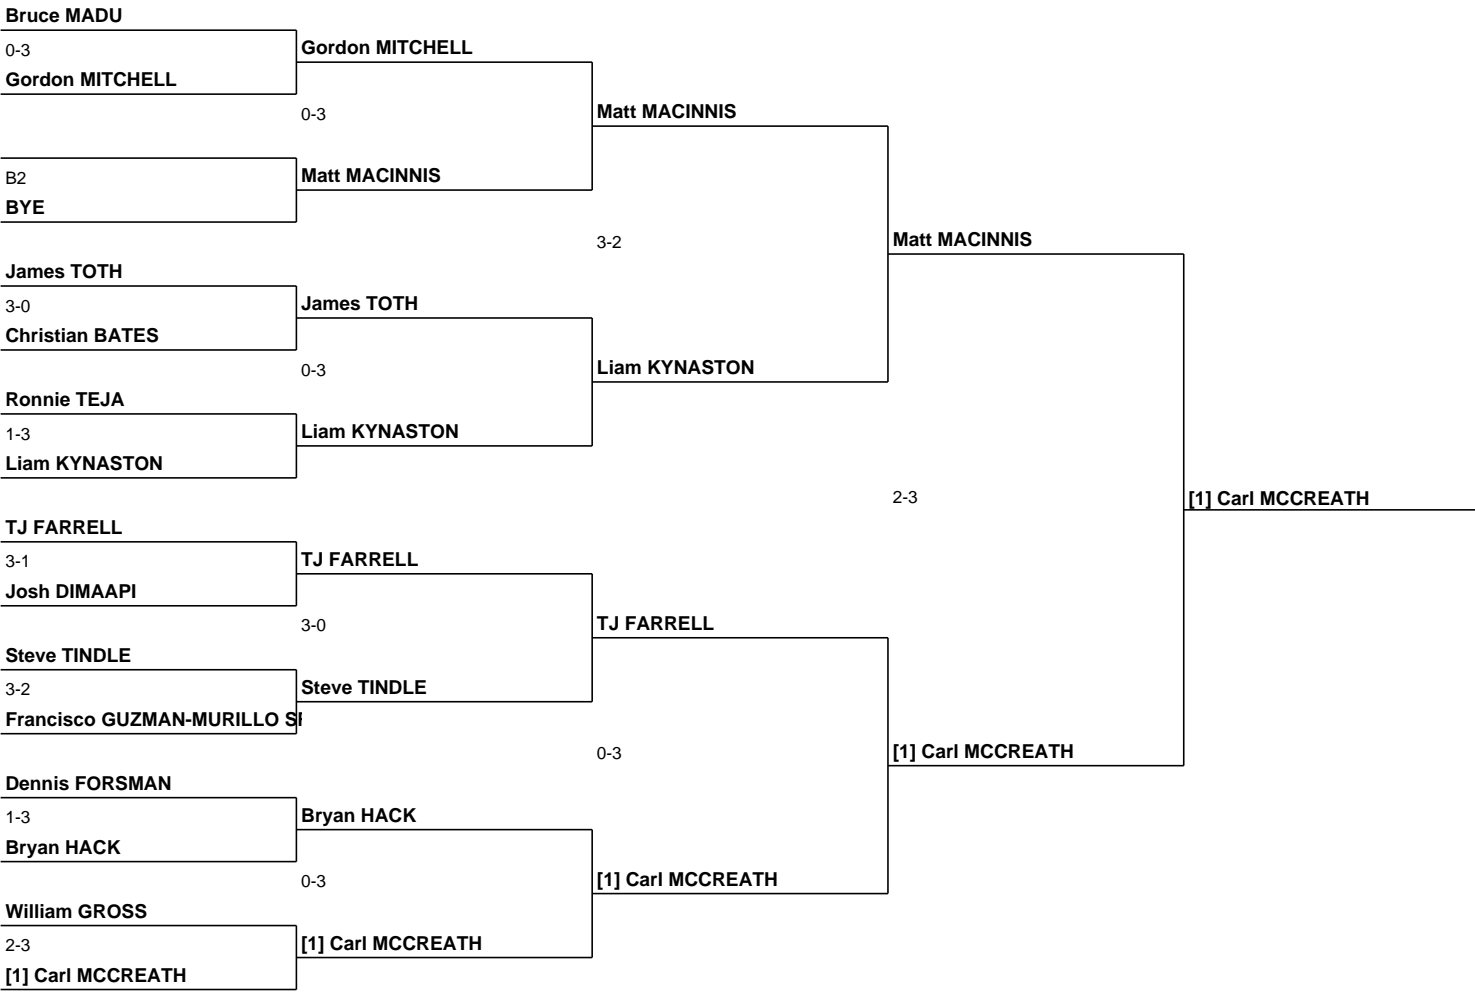 Bruce MADU
0-3
Gordon MITCHELL
B2
BYE
James TOTH
3-0
Christian BATES
Ronnie TEJA
1-3
Liam KYNASTON
TJ FARRELL
3-1
Josh DIMAAPI
Steve TINDLE
3-2
Francisco GUZMAN-MURILLO
Dennis FORSMAN
1-3
Bryan HACK
William GROSS
2-3
[1] Carl MCCREATH
Gordon MITCHELL
0-3
Matt MACINNIS
James TOTH
0-3
Liam KYNASTON
TJ FARRELL
3-0
Steve TINDLE
Bryan HACK
0-3
[1] Carl MCCREATH
Matt MACINNIS
3-2
Liam KYNASTON
TJ FARRELL
0-3
[1] Carl MCCREATH
Matt MACINNIS
2-3
[1] Carl MCCREATH
[1] Carl MCCREATH